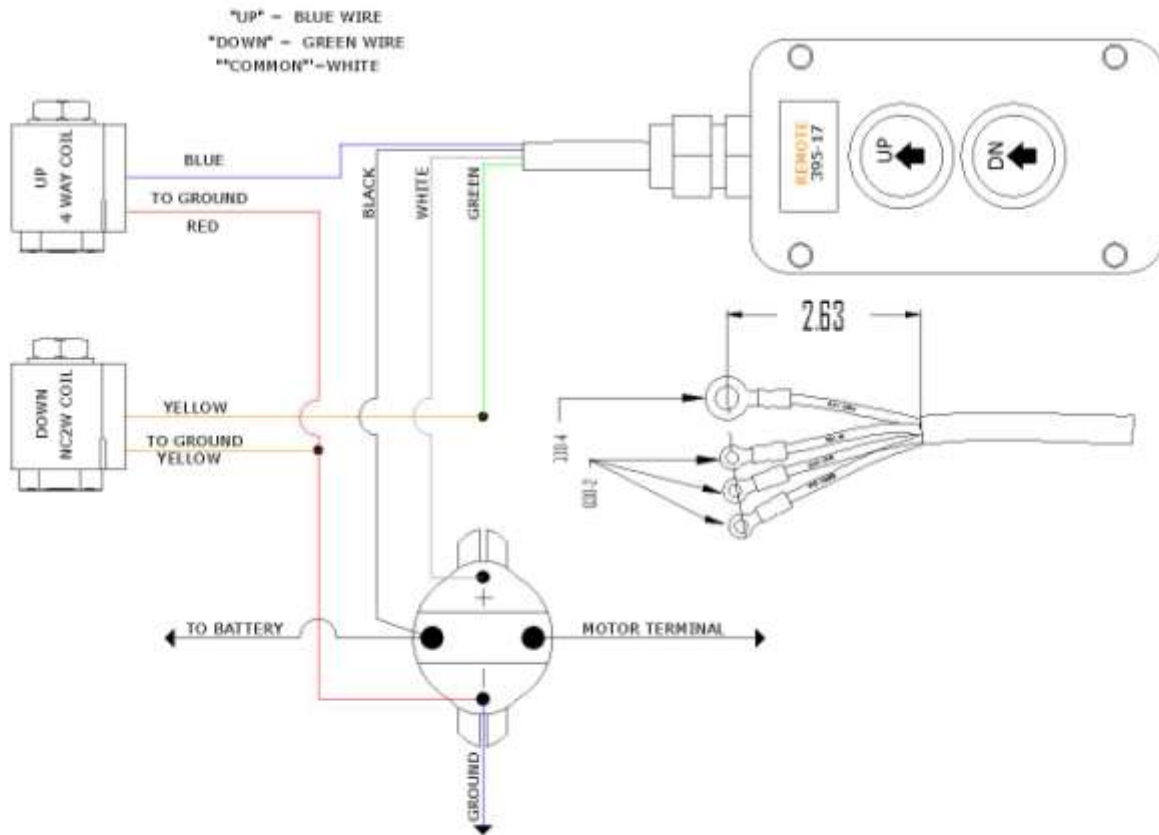 "UP" - BLUE WIRE
"DOWN" - GREEN WIRE
""COMMON"-WHITE
UP
4 WAY COIL
BLUE
TO GROUND
RED
BLACK
WHITE
GREEN
REMOTE
395-17
UP
DN
2.63
DOWN
NC2W COIL
YELLOW
TO GROUND
YELLOW
TO BATTERY
+
MOTOR TERMINAL
GROUND